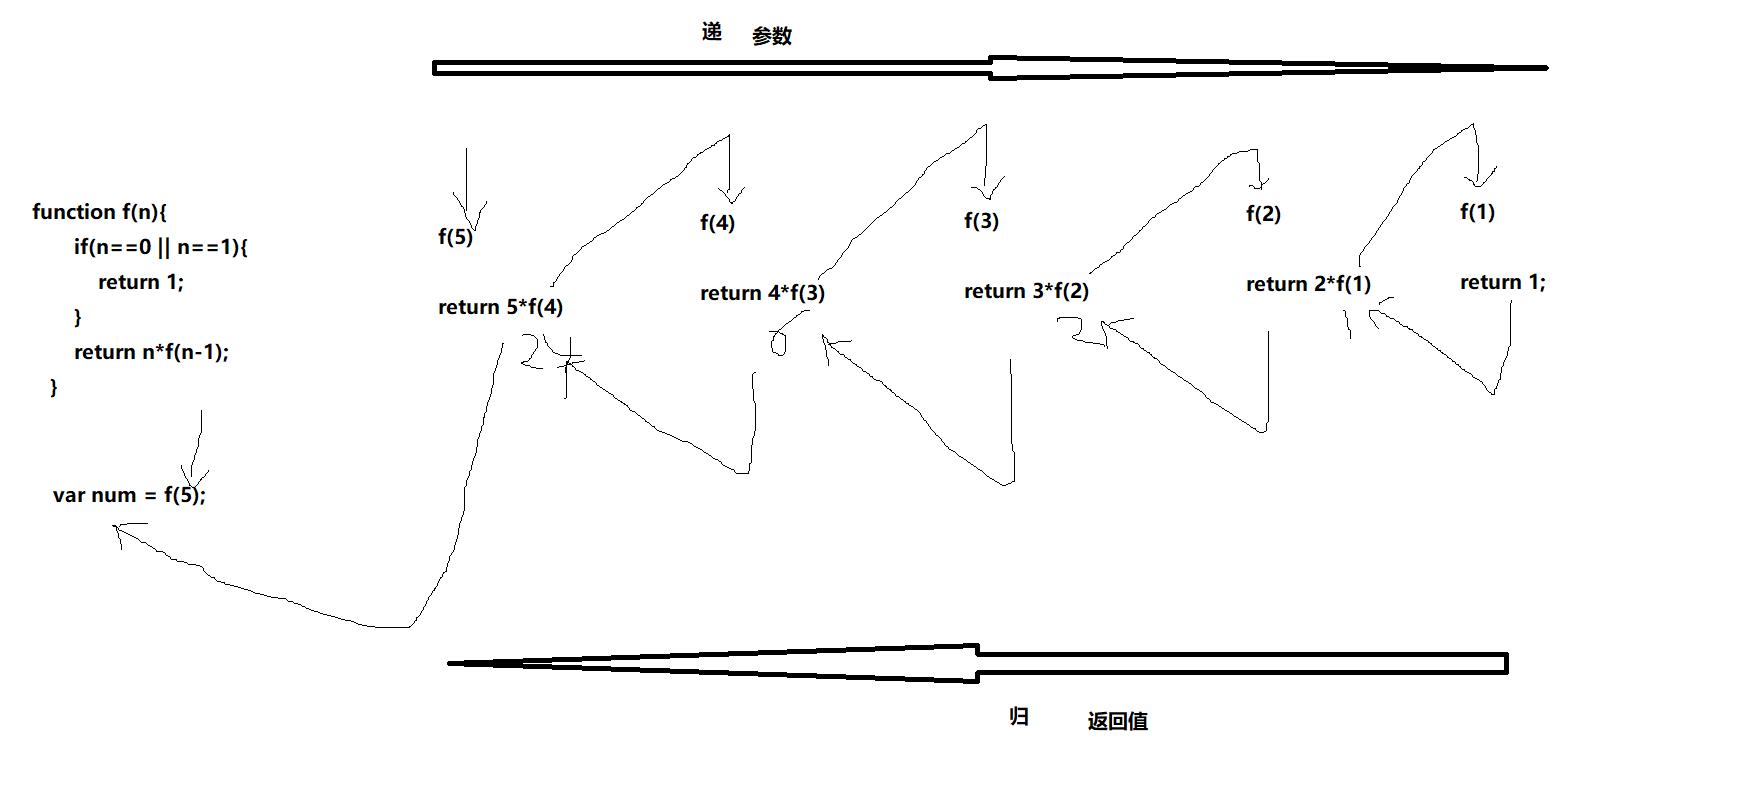 递 参数
function f(n){
if(n==0 || n==1){
return 1;
}
return n*f(n-1);
}
var num = f(5);
f(5)
return 5*f(4)
24
f(4)
return 4*f(3)
6
f(3)
return 3*f(2)
2
f(2)
return 2*f(1)
1
f(1)
return 1;
归 返回值